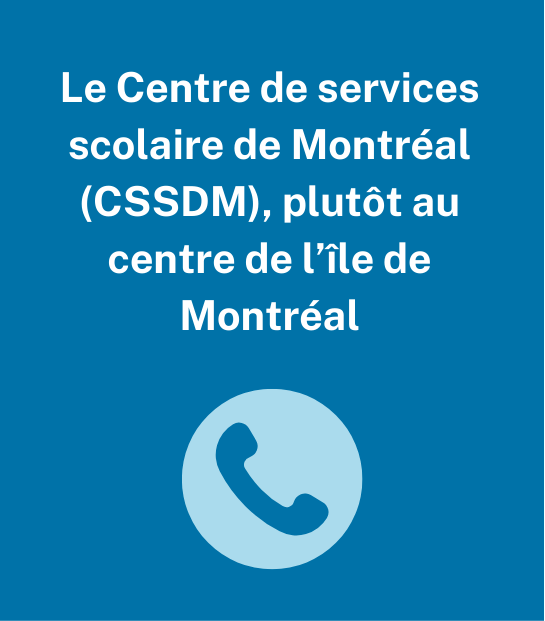 Le Centre de services
scolaire de Montréal
(CSSDM), plutôt au
centre de l’île de
Montréal